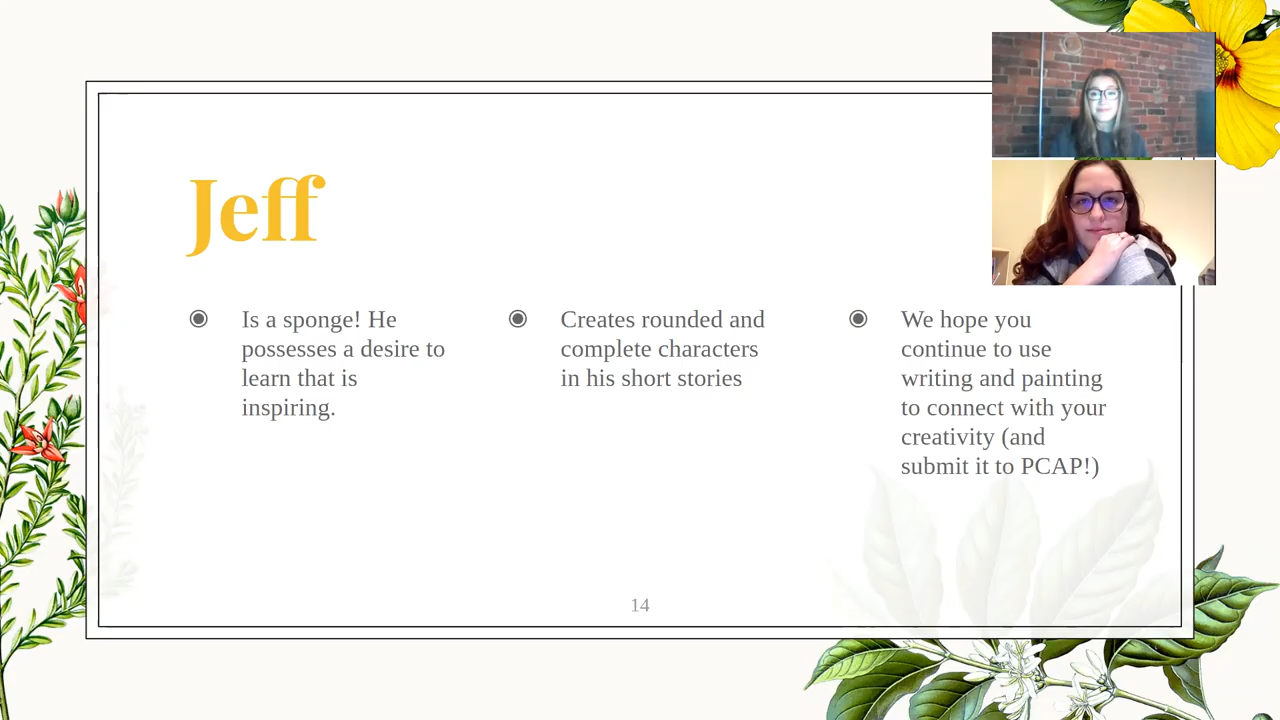 Jeff
Is a sponge! He
possesses a desire to
learn that is
inspiring.
Creates rounded and
complete characters
in his short stories
We hope you
continue to use
writing and painting
to connect with your
creativity (and
submit it to PCAP!)
14